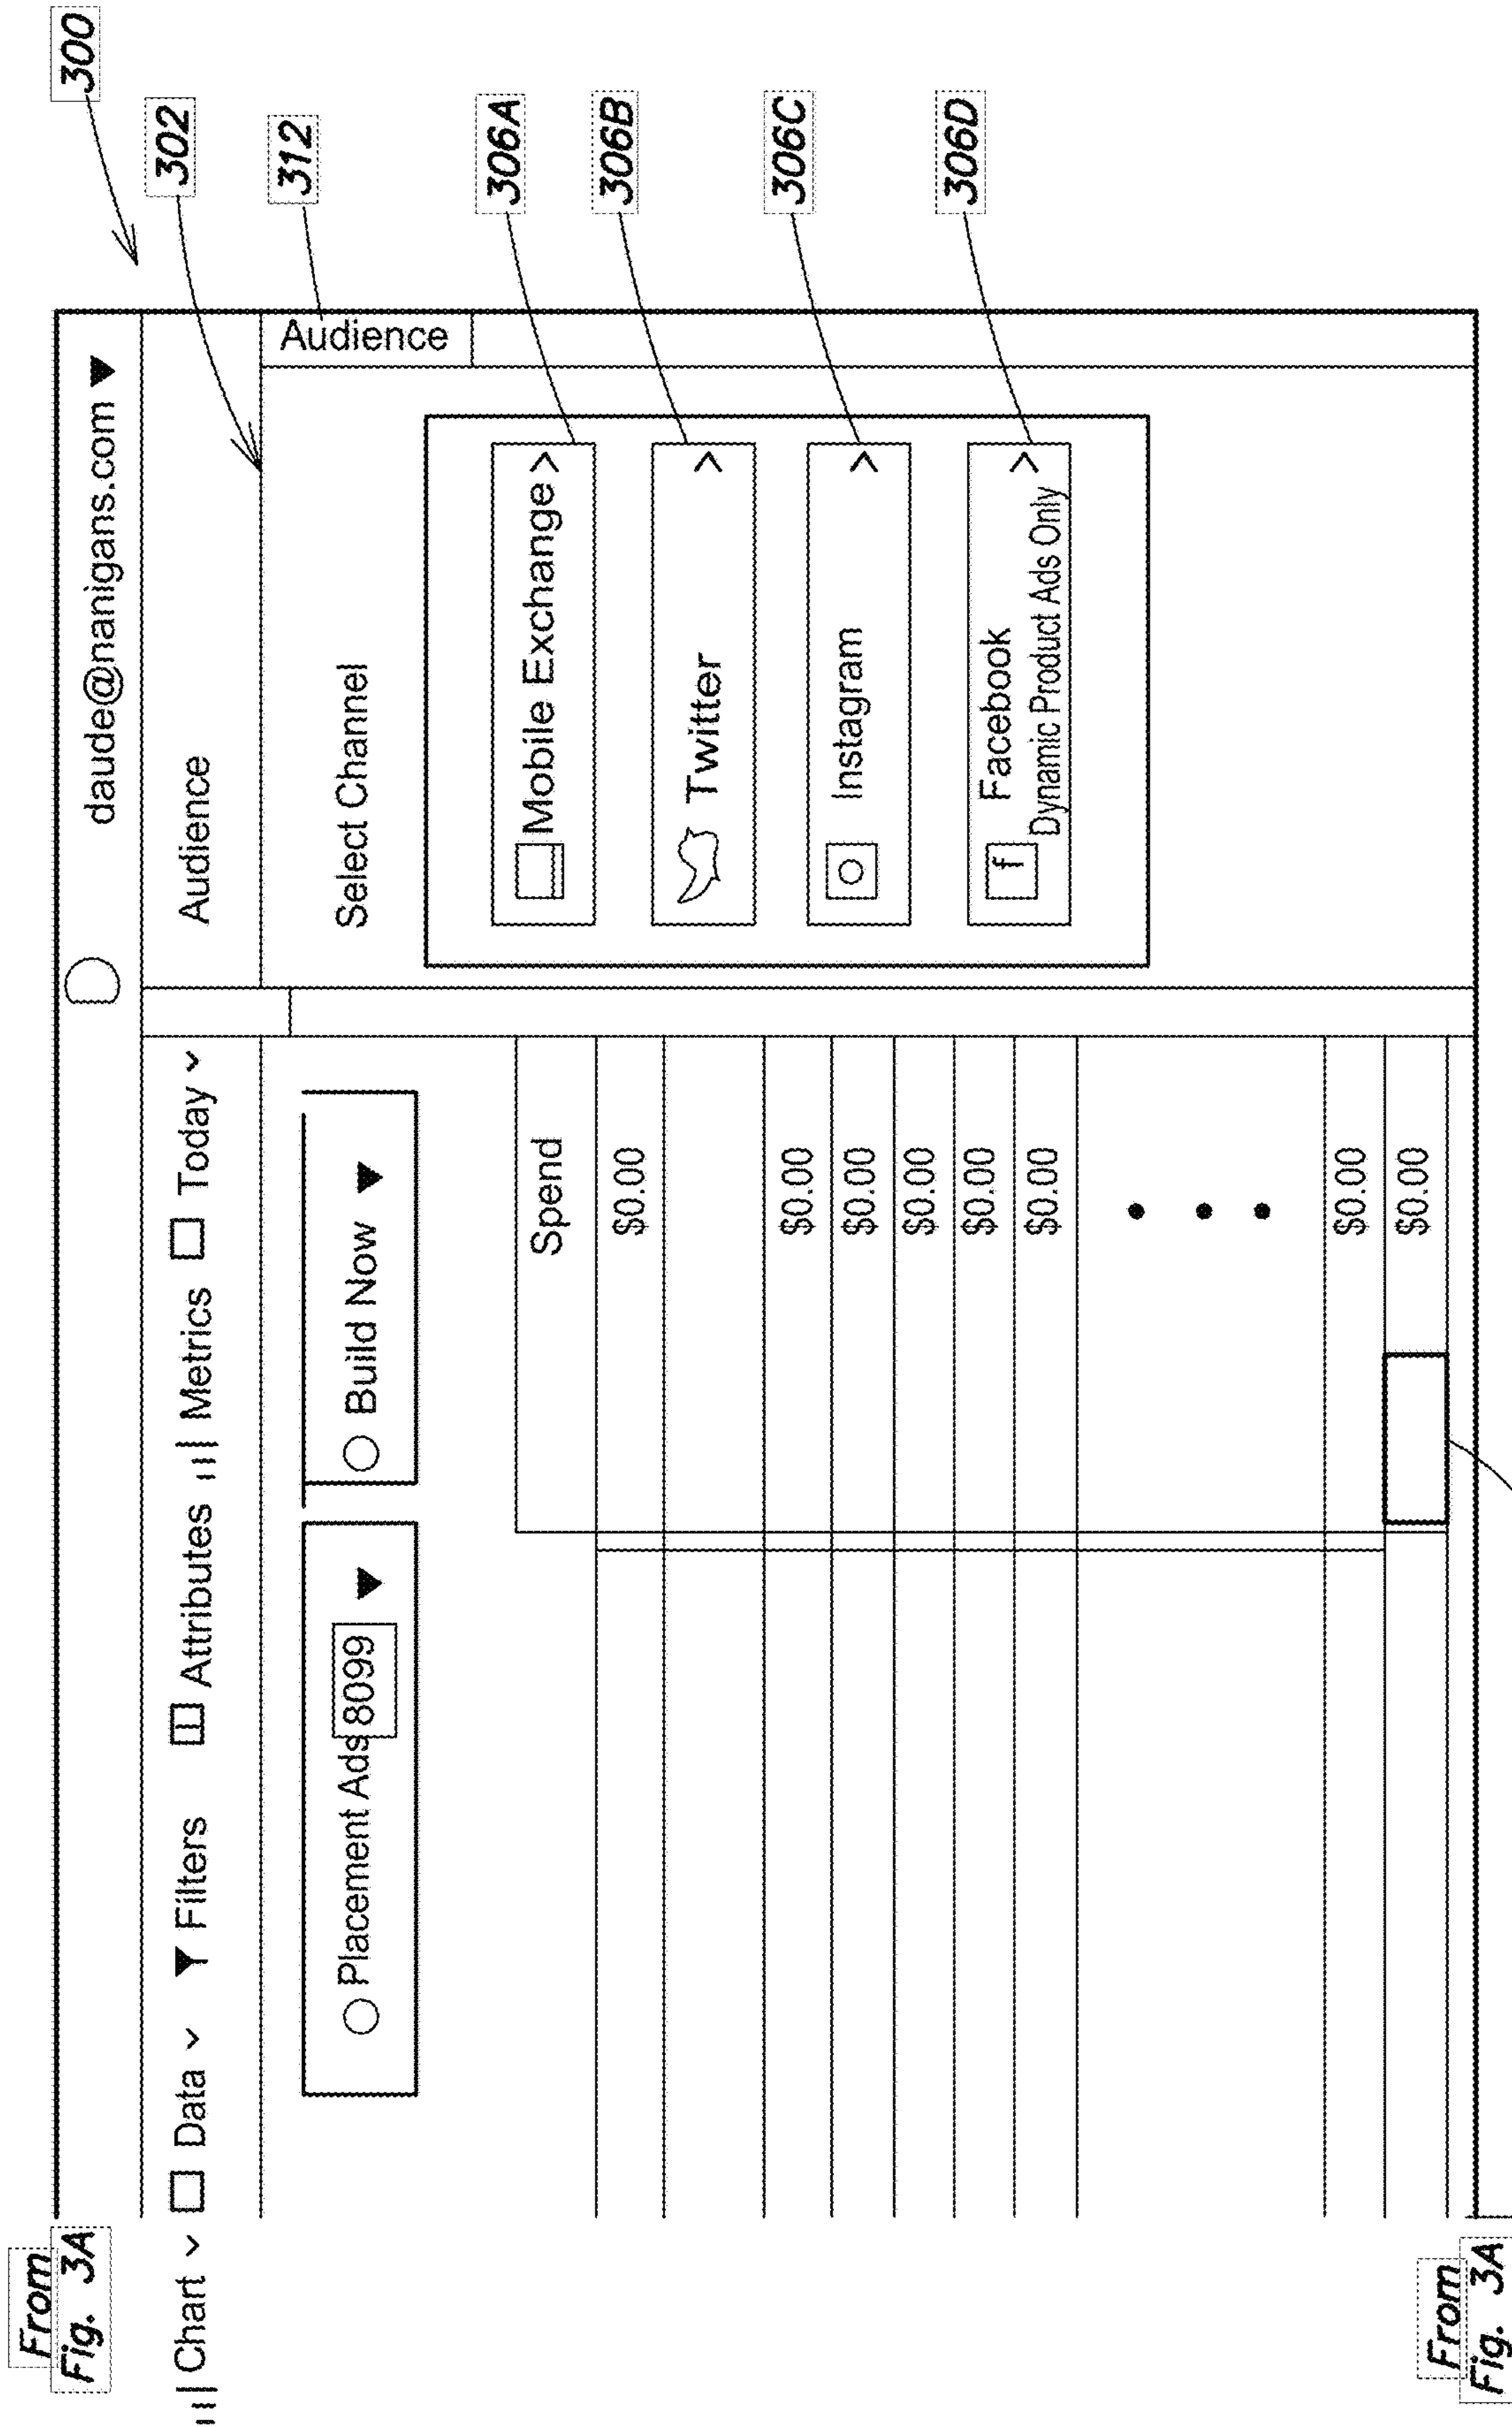 From
Fig. 3A
300
daude@nanigans.com
302
Chart Data Filters Attributes Metrics Today
Audience
312
Audience
Placement Ads 8099
Build Now
Select Channel
306A
Mobile Exchange >
306B
Twitter >
306C
Instagram >
306D
Facebook >
Dynamic Product Ads Only
Spend
$0.00
$0.00
$0.00
$0.00
$0.00
$0.00
$0.00
$0.00
From
Fig. 3A